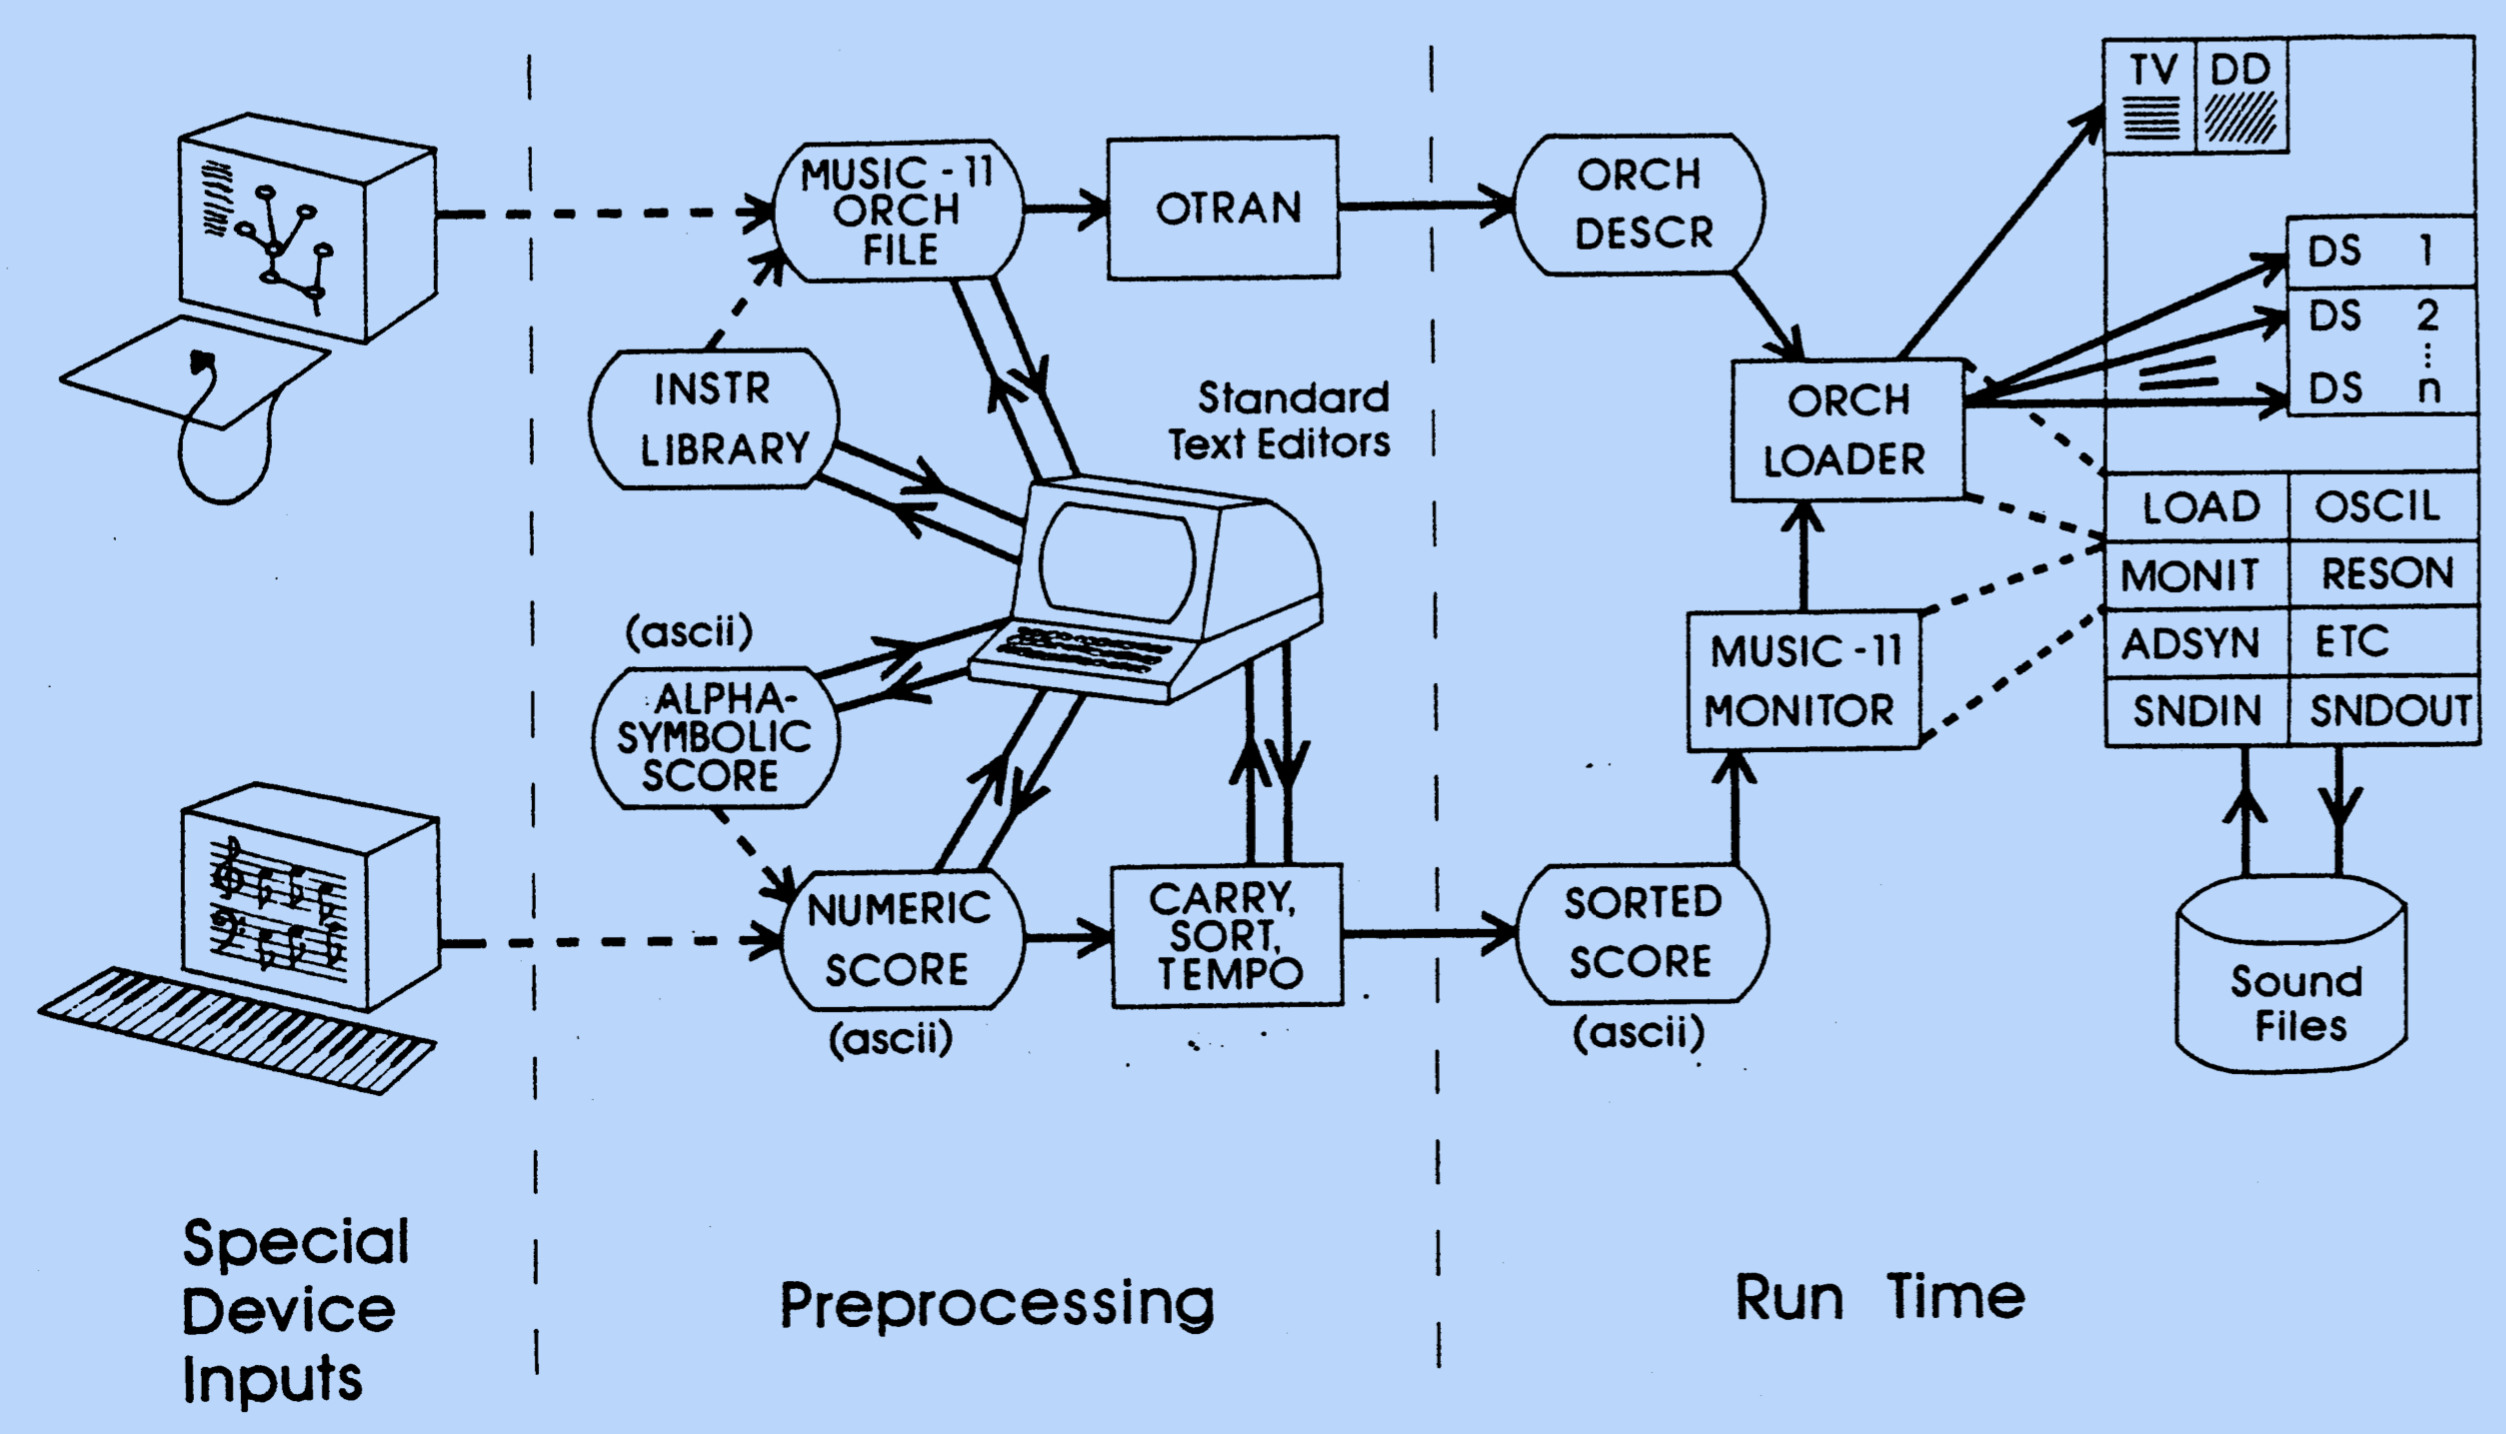 TV DD
MUSIC - 11
ORCH
FILE
OTRAN
ORCH
DESCR
DS 1
DS 2
DS n
INSTR
LIBRARY
Standard
Text Editors
ORCH
LOADER
LOAD OSCIL
MONIT RESON
ADSYN ETC
SNDIN SNDOUT
(ascii)
ALPHA-
SYMBOLIC
SCORE
MUSIC - 11
MONITOR
NUMERIC
SCORE
(ascii)
CARRY,
SORT,
TEMPO
SORTED
SCORE
(ascii)
Sound
Files
Special
Device
Inputs
Preprocessing
Run Time